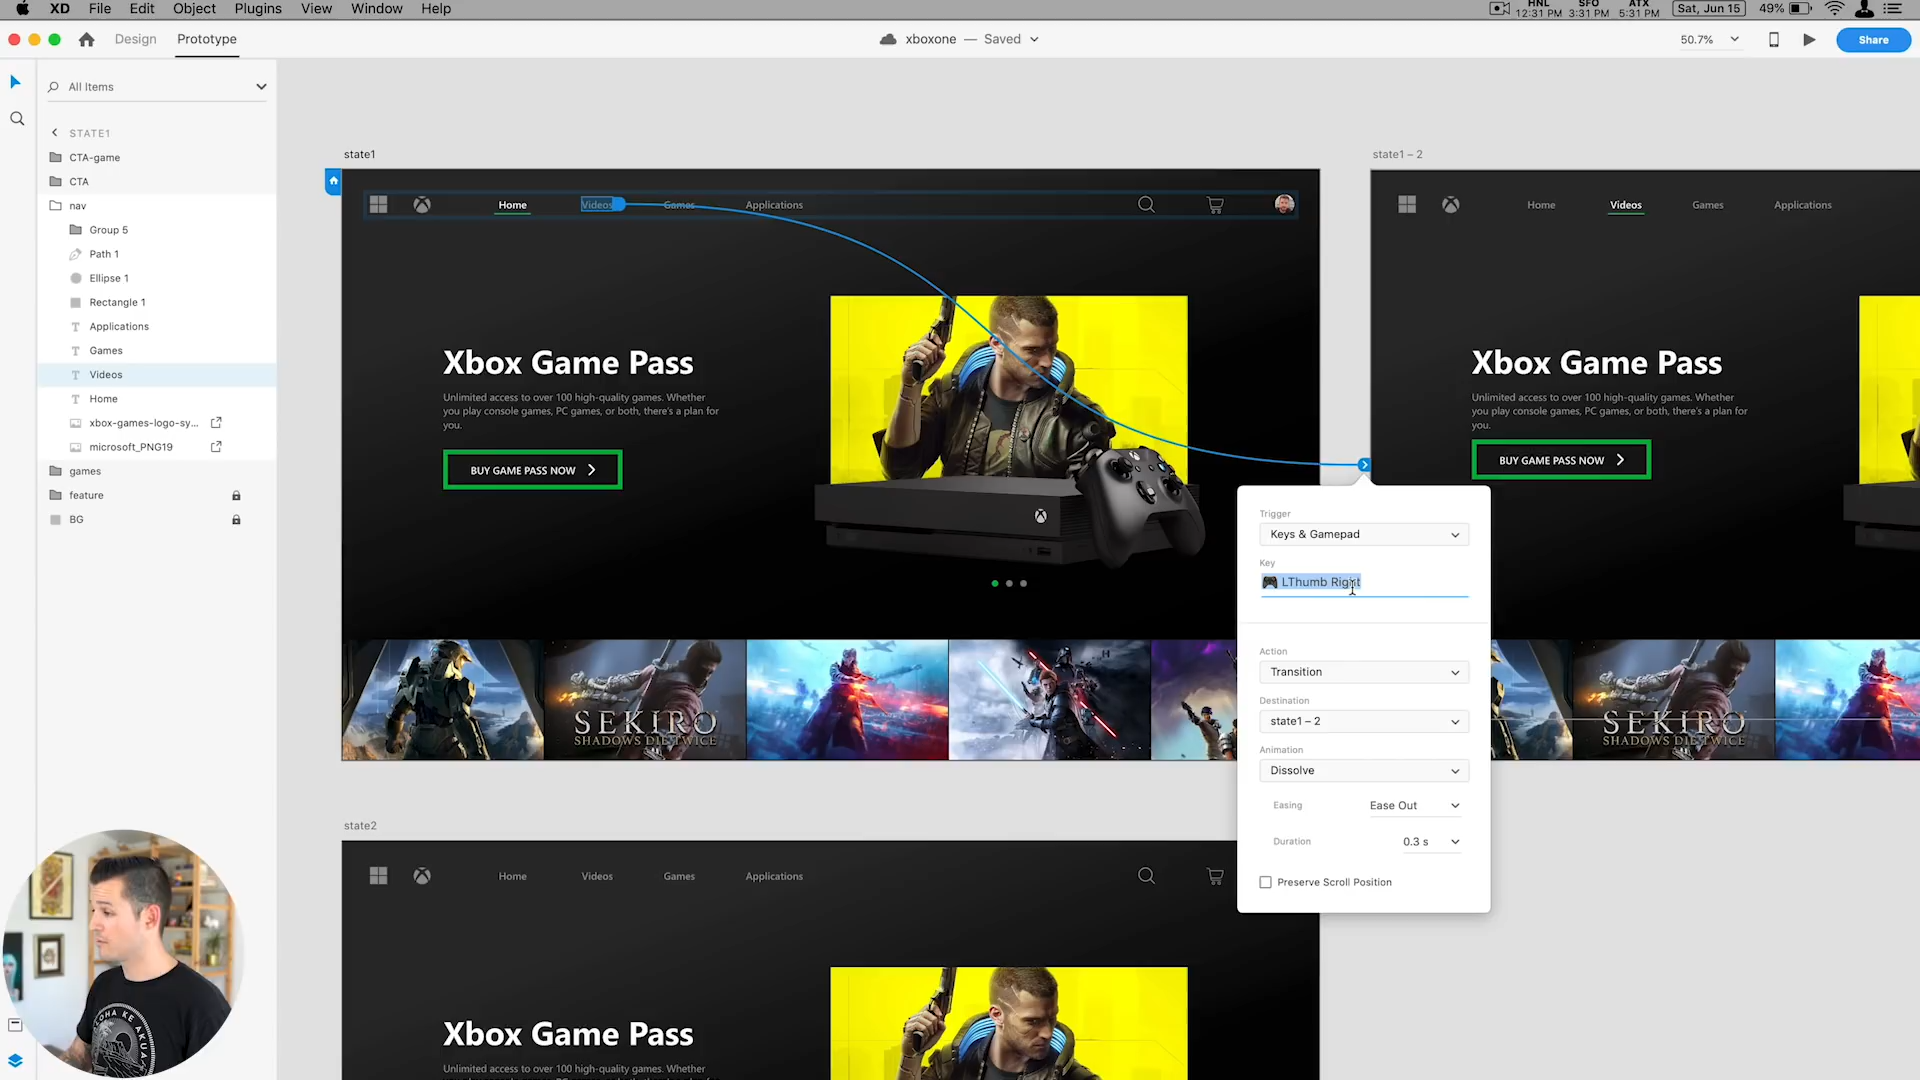 XD File Edit Object Plugins View Window Help
HNL SFO ATX
12:31 PM 3:31 PM 5:31 PM
Sat, Jun 15 49%
Design Prototype
xboxone — Saved
50.7%
Share
All Items
STATE1
CTA-game
CTA
nav
Group 5
Path 1
Ellipse 1
Rectangle 1
Applications
Games
Videos
Home
xbox-games-logo-sy...
microsoft_PNG19
games
feature
BG
state1
Home Videos Games Applications
Xbox Game Pass
Unlimited access to over 100 high-quality games. Whether
you play console games, PC games, or both, there's a plan for
you.
BUY GAME PASS NOW
SEKIRO
SHADOWS DIE TWICE
state1 – 2
Home Videos Games Applications
Xbox Game Pass
Unlimited access to over 100 high-quality games. Whether
you play console games, PC games, or both, there's a plan for
you.
BUY GAME PASS NOW
SEKIRO
SHADOWS DIE TWICE
Trigger
Keys & Gamepad
Key
LThumb Right
Action
Transition
Destination
state1 – 2
Animation
Dissolve
Easing Ease Out
Duration 0.3 s
Preserve Scroll Position
state2
Home Videos Games Applications
Xbox Game Pass
Unlimited access to over 100 high-quality games. Whether
ALOHA KE AKUA